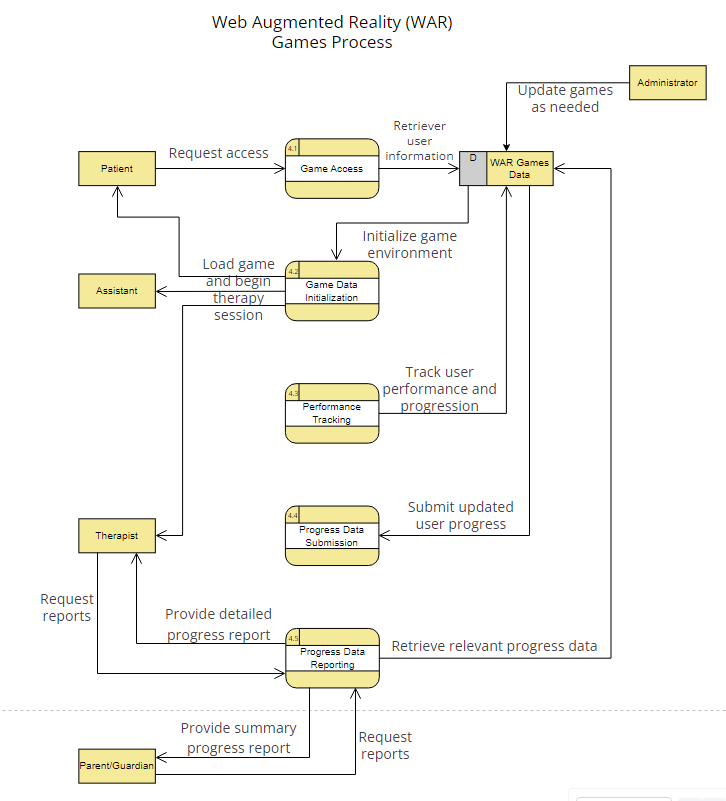 Web Augmented Reality (WAR)
Games Process
Administrator
Update games
as needed
Retriever
user
information
D
WAR Games
Data
4.1
Game Access
Request access
Patient
Initialize game
environment
4.2
Game Data
Initialization
Load game
and begin
therapy
session
Assistant
Track user
performance and
progression
4.3
Performance
Tracking
Submit updated
user progress
4.4
Progress Data
Submission
Therapist
Request
reports
Provide detailed
progress report
4.5
Progress Data
Reporting
Retrieve relevant progress data
Provide summary
progress report
Request
reports
Parent/Guardian